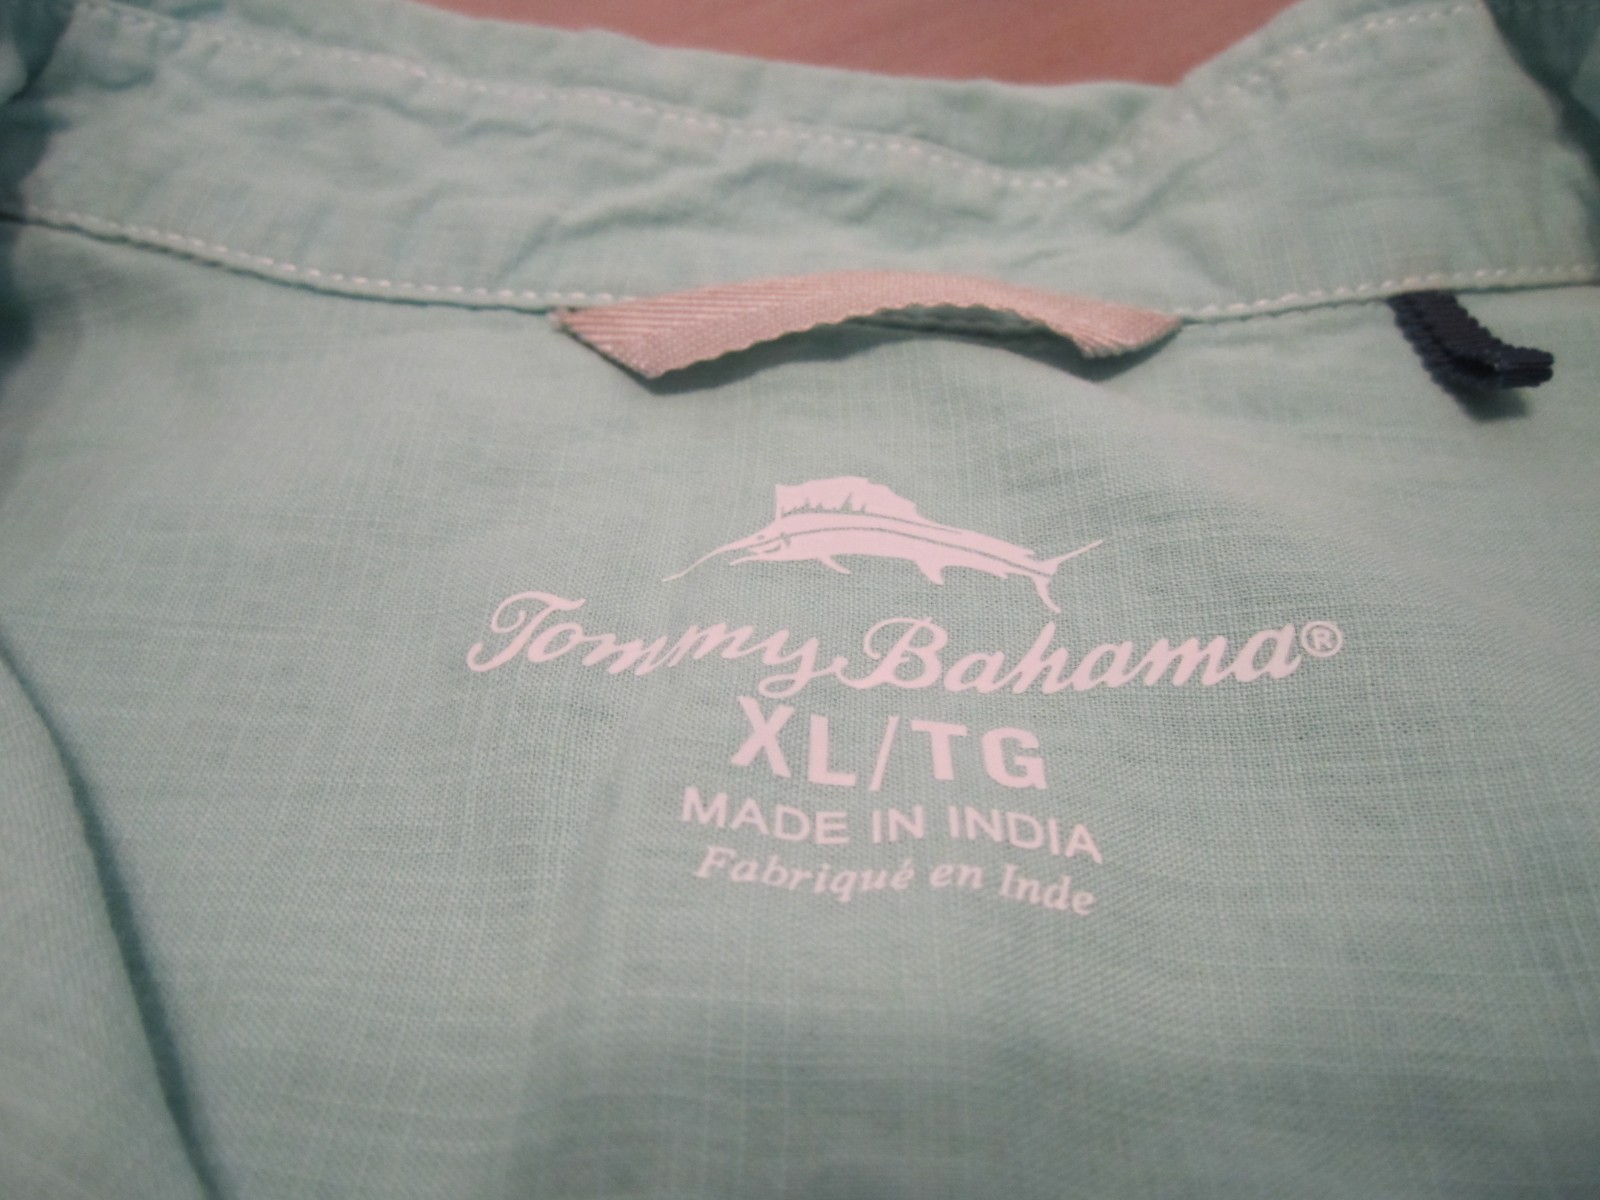 Tommy Bahama®
XL/TG
MADE IN INDIA
Fabriqué en Inde